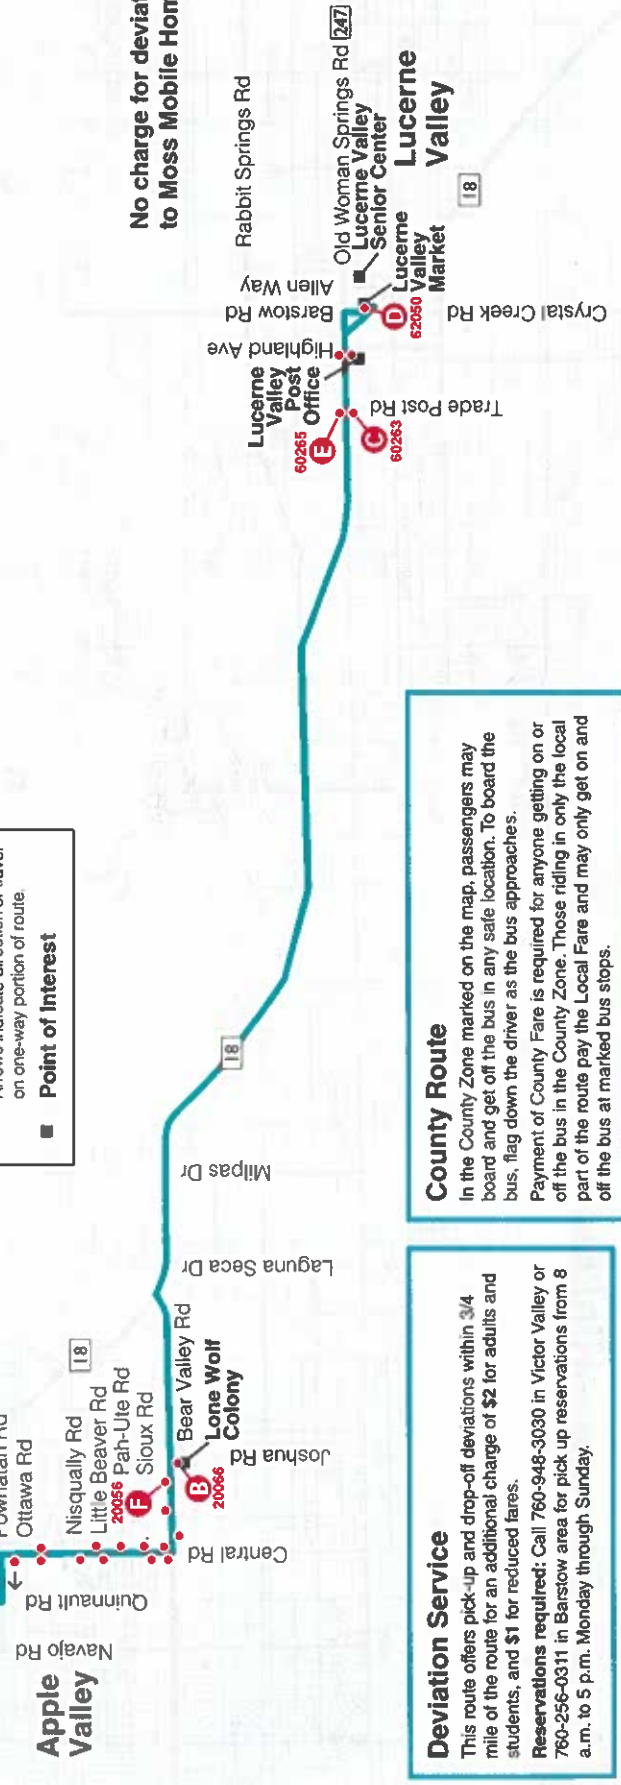 No charge for deviat
to Moss Mobile Hon
on one-way portion of route.
■ Point of Interest
Apple
Valley
Navajo Rd
Quinnault Rd
Ottawa Rd
Nisqually Rd
18
Little Beaver Rd
20056 Pah-Ute Rd
F
Sioux Rd
Central Rd
B
20066
Bear Valley Rd
Lone Wolf
Colony
Joshua Rd
Laguna Seca Dr
Milpas Dr
18
60265
E
C
60263
Trade Post Rd
Lucerne
Valley
Post
Office
Highland Ave
Barstow Rd
Allen Way
Rabbit Springs Rd
Old Woman Springs Rd 247
Lucerne Valley
Senior Center
Lucerne
Valley
Lucerne
Valley
Market
D
62050
18
Crystal Creek Rd
Deviation Service
This route offers pick-up and drop-off deviations within 3/4
mile of the route for an additional charge of $2 for adults and
students, and $1 for reduced fares.
Reservations required: Call 760-948-3030 in Victor Valley or
760-256-0311 in Barstow area for pick up reservations from 8
a.m. to 5 p.m. Monday through Sunday.
County Route
In the County Zone marked on the map, passengers may
board and get off the bus in any safe location. To board the
bus, flag down the driver as the bus approaches.
Payment of County Fare is required for anyone getting on or
off the bus in the County Zone. Those riding in only the local
part of the route pay the Local Fare and may only get on and
off the bus at marked bus stops.